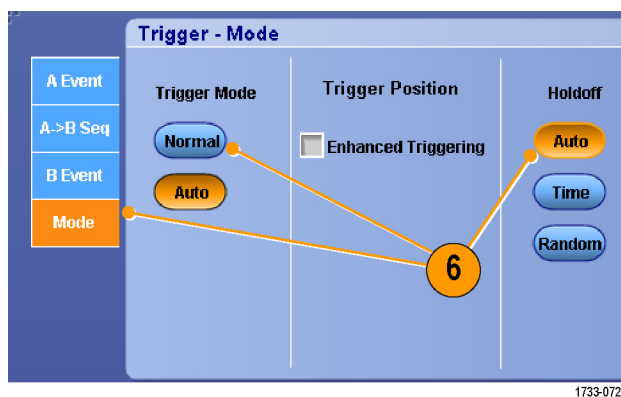 Trigger - Mode
A Event
A->B Seq
B Event
Mode
Trigger Mode
Normal
Auto
Trigger Position
Enhanced Triggering
Holdoff
Auto
Time
Random
6
1733-072